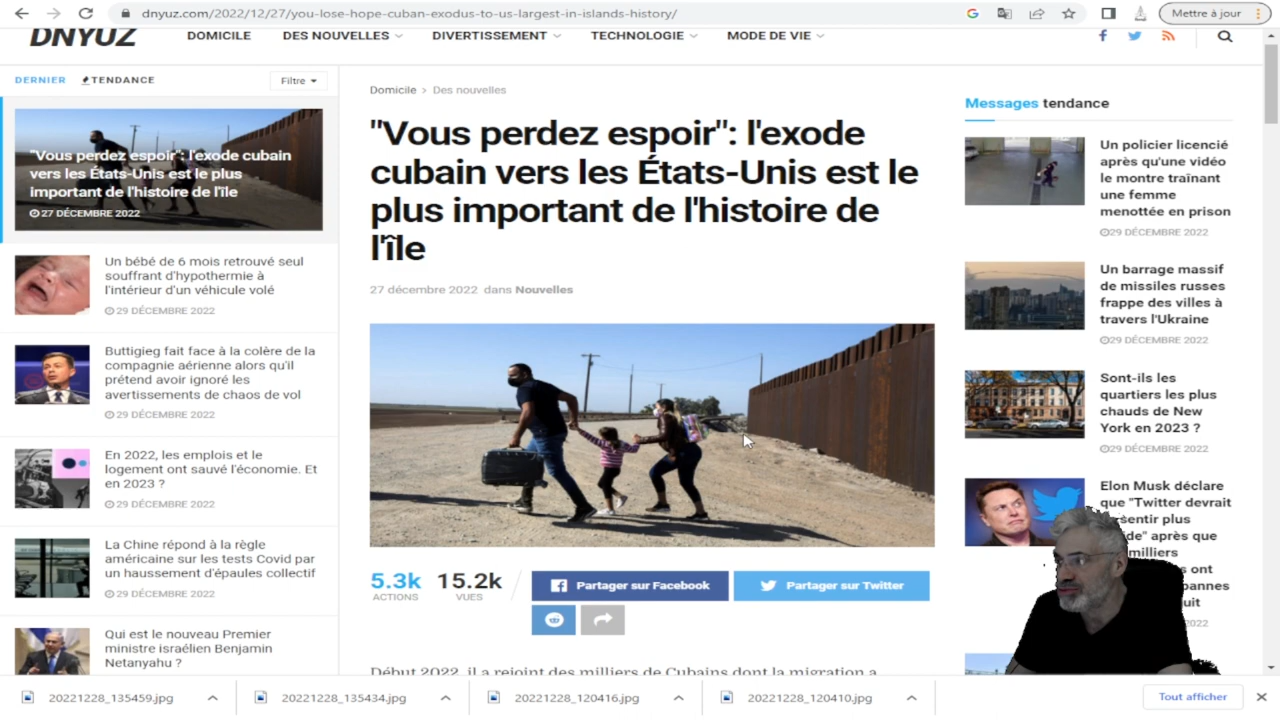 dnyuz.com/2022/12/27/you-lose-hope-cuban-exodus-to-us-largest-in-islands-history/
Mettre à jour
DNYUZ
DOMICILE
DES NOUVELLES
DIVERTISSEMENT
TECHNOLOGIE
MODE DE VIE
DERNIER
TENDANCE
Filtre
"Vous perdez espoir": l'exode cubain
vers les États-Unis est le plus
important de l'histoire de l'île
27 DÉCEMBRE 2022
Un bébé de 6 mois retrouvé seul
souffrant d'hypothermie à
l'intérieur d'un véhicule volé
29 DÉCEMBRE 2022
Buttigieg fait face à la colère de la
compagnie aérienne alors qu'il
prétend avoir ignoré les
avertissements de chaos de vol
29 DÉCEMBRE 2022
En 2022, les emplois et le
logement ont sauvé l'économie. Et
en 2023 ?
29 DÉCEMBRE 2022
La Chine répond à la règle
américaine sur les tests Covid par
un haussement d'épaules collectif
29 DÉCEMBRE 2022
Qui est le nouveau Premier
ministre israélien Benjamin
Netanyahu ?
Domicile > Des nouvelles
"Vous perdez espoir": l'exode
cubain vers les États-Unis est le
plus important de l'histoire de
l'île
27 décembre 2022 dans Nouvelles
5.3k
ACTIONS
15.2k
VUES
Partager sur Facebook
Partager sur Twitter
Début 2022, il a rejoint des milliers de Cubains dont la migration a
Messages tendance
Un policier licencié
après qu'une vidéo
le montre traînant
une femme
menottée en prison
29 DÉCEMBRE 2022
Un barrage massif
de missiles russes
frappe des villes à
travers l'Ukraine
29 DÉCEMBRE 2022
Sont-ils les
quartiers les plus
chauds de New
York en 2023 ?
29 DÉCEMBRE 2022
Elon Musk déclare
que "Twitter devrait
sentir plus
après que
milliers
ont
20221228_135459.jpg
20221228_135434.jpg
20221228_120416.jpg
20221228_120410.jpg
Tout afficher